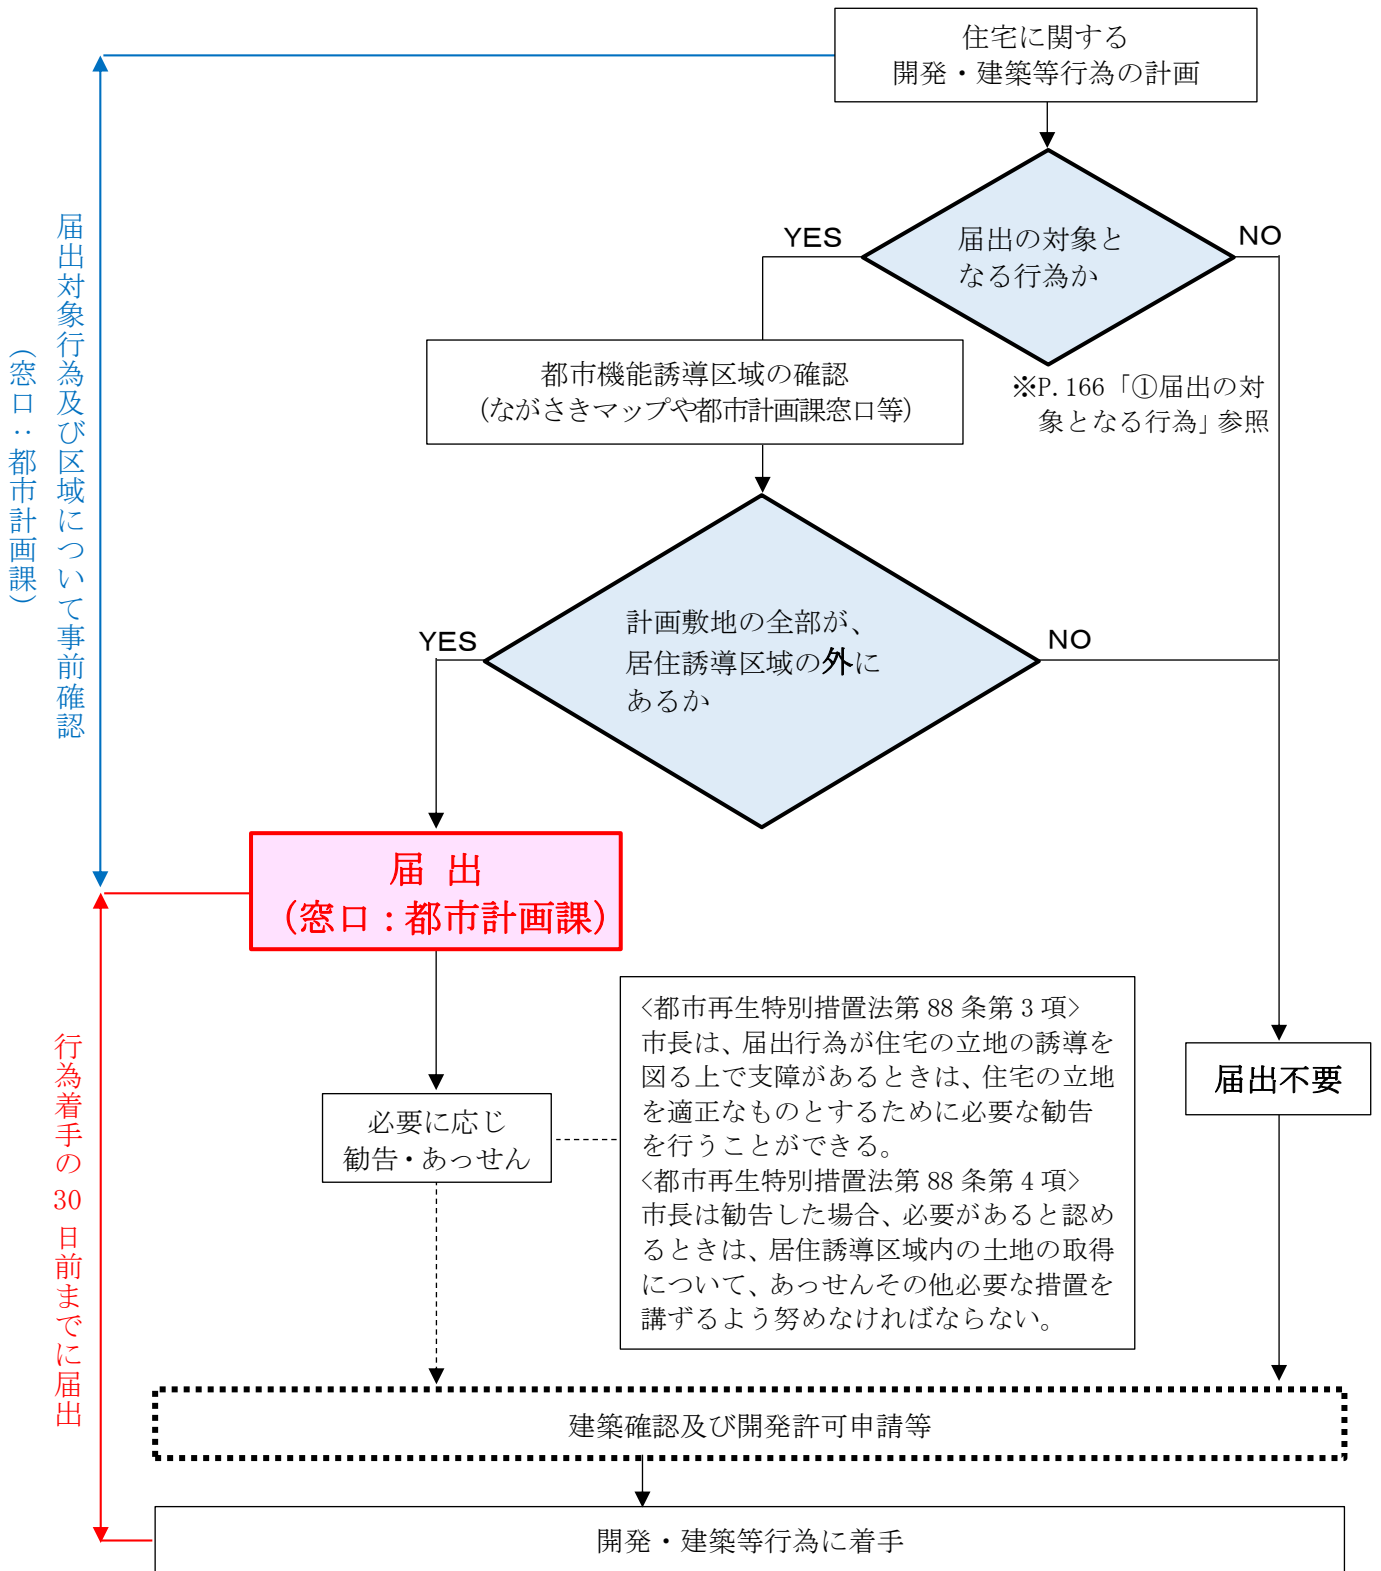 住宅に関する
開発・建築等行為の計画
届出の対象と
なる行為か
YES
NO
※P.166「①届出の対
象となる行為」参照
都市機能誘導区域の確認
(ながさきマップや都市計画課窓口等)
計画敷地の全部が、
居住誘導区域の外に
あるか
YES
NO
届出対象行為及び区域について事前確認
(窓口：都市計画課)
届 出
(窓口：都市計画課)
行為着手の 30 日前までに届出
必要に応じ
勧告・あっせん
<都市再生特別措置法第 88 条第 3 項>
市長は、届出行為が住宅の立地の誘導を
図る上で支障があるときは、住宅の立地
を適正なものとするために必要な勧告
を行うことができる。
<都市再生特別措置法第 88 条第 4 項>
市長は勧告した場合、必要があると認め
るときは、居住誘導区域内の土地の取得
について、あっせんその他必要な措置を
講ずるよう努めなければならない。
届出不要
建築確認及び開発許可申請等
開発・建築等行為に着手